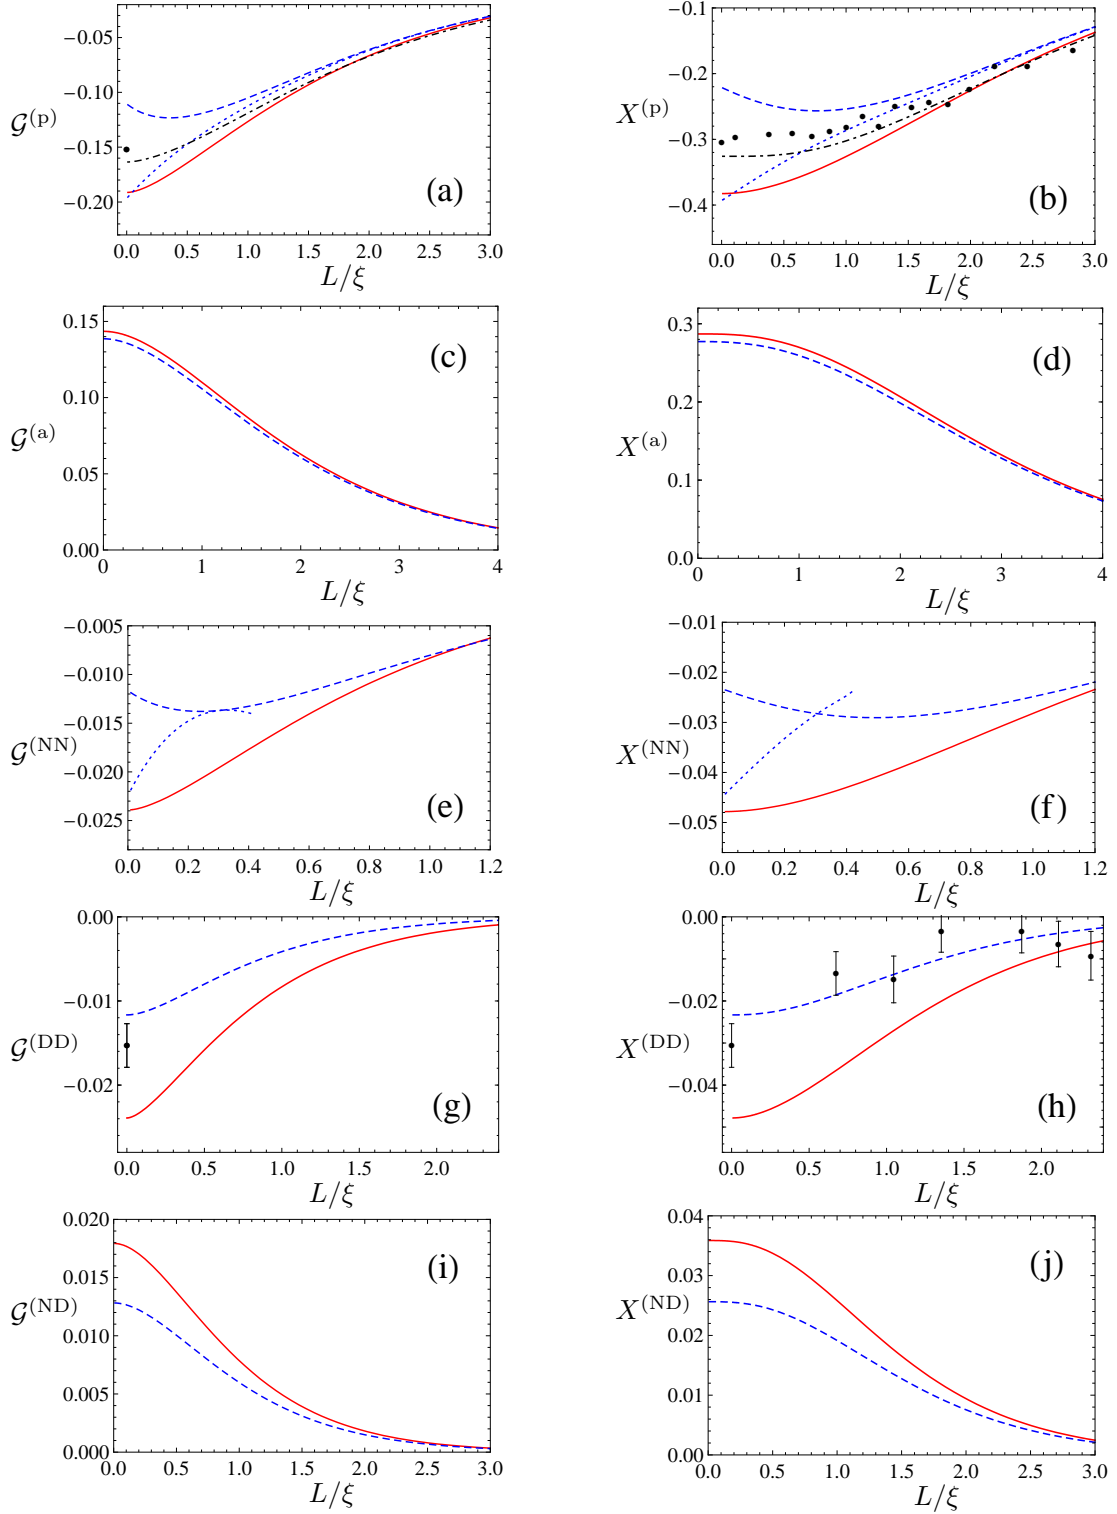 −0.05
−0.10
−0.15
−0.20
𝒢(p)
(a)
0.0 0.5 1.0 1.5 2.0 2.5 3.0
L/ξ
−0.1
−0.2
−0.3
−0.4
X(p)
(b)
0.0 0.5 1.0 1.5 2.0 2.5 3.0
L/ξ
0.15
0.10
0.05
0.00
𝒢(a)
(c)
0 1 2 3 4
L/ξ
0.3
0.2
0.1
0.0
X(a)
(d)
0 1 2 3 4
L/ξ
−0.005
−0.010
−0.015
−0.020
−0.025
𝒢(NN)
(e)
0.0 0.2 0.4 0.6 0.8 1.0 1.2
L/ξ
−0.01
−0.02
−0.03
−0.04
−0.05
X(NN)
(f)
0.0 0.2 0.4 0.6 0.8 1.0 1.2
L/ξ
0.00
−0.01
−0.02
𝒢(DD)
(g)
0.0 0.5 1.0 1.5 2.0
L/ξ
0.00
−0.02
−0.04
X(DD)
(h)
0.0 0.5 1.0 1.5 2.0
L/ξ
0.020
0.015
0.010
0.005
0.000
𝒢(ND)
(i)
0.0 0.5 1.0 1.5 2.0 2.5 3.0
L/ξ
0.04
0.03
0.02
0.01
0.00
X(ND)
(j)
0.0 0.5 1.0 1.5 2.0 2.5 3.0
L/ξ